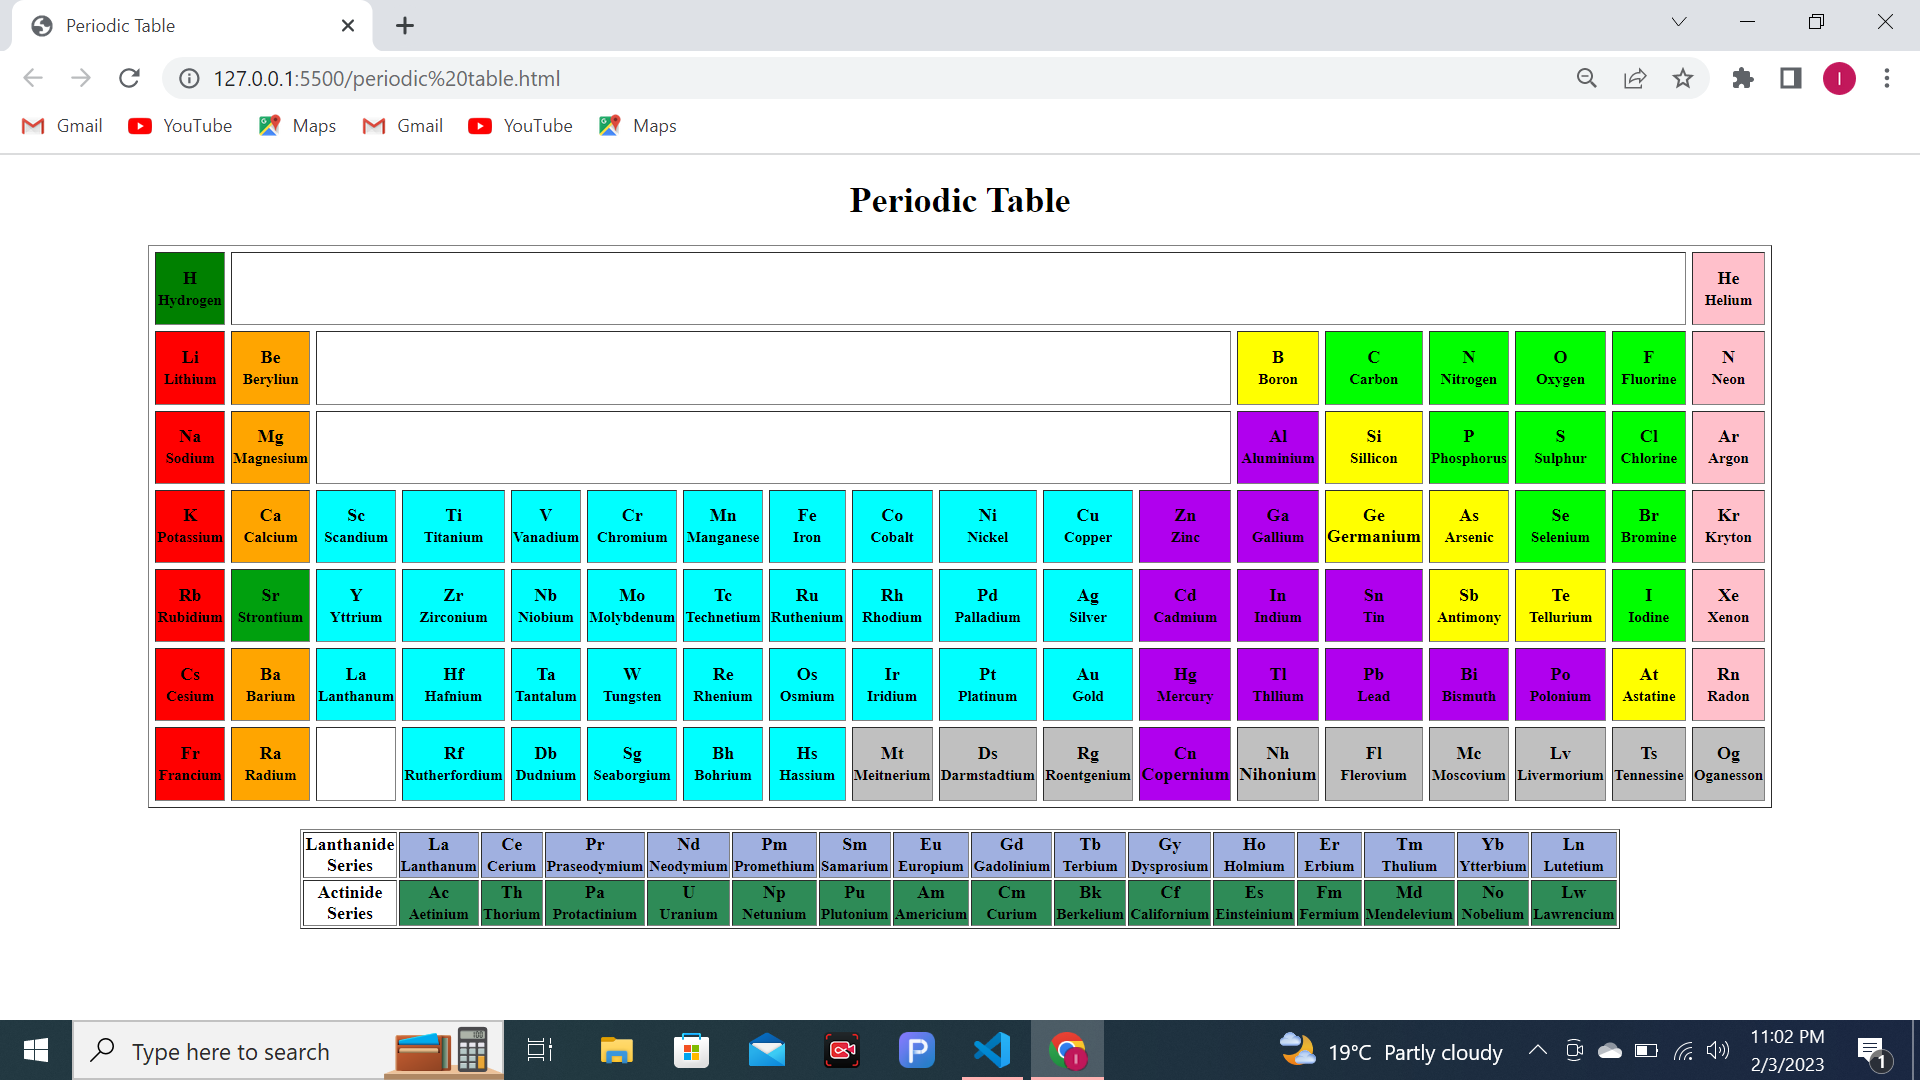 Periodic Table
127.0.0.1:5500/periodic%20table.html
I
Gmail YouTube Maps Gmail YouTube Maps
Periodic Table
H He
Hydrogen Helium
Li Be B C N O F N
Lithium Beryliun Boron Carbon Nitrogen Oxygen Fluorine Neon
Na Mg Al Si P S Cl Ar
Sodium Magnesium Aluminium Sillicon Phosphorus Sulphur Chlorine Argon
K Ca Sc Ti V Cr Mn Fe Co Ni Cu Zn Ga Ge As Se Br Kr
Potassium Calcium Scandium Titanium Vanadium Chromium Manganese Iron Cobalt Nickel Copper Zinc Gallium Germanium Arsenic Selenium Bromine Kryton
Rb Sr Y Zr Nb Mo Tc Ru Rh Pd Ag Cd In Sn Sb Te I Xe
Rubidium Strontium Yttrium Zirconium Niobium Molybdenum Technetium Ruthenium Rhodium Palladium Silver Cadmium Indium Tin Antimony Tellurium Iodine Xenon
Cs Ba La Hf Ta W Re Os Ir Pt Au Hg Tl Pb Bi Po At Rn
Cesium Barium Lanthanum Hafnium Tantalum Tungsten Rhenium Osmium Iridium Platinum Gold Mercury Thllium Lead Bismuth Polonium Astatine Radon
Fr Ra Rf Db Sg Bh Hs Mt Ds Rg Cn Nh Fl Mc Lv Ts Og
Francium Radium Rutherfordium Dudnium Seaborgium Bohrium Hassium Meitnerium Darmstadtium Roentgenium Copernium Nihonium Flerovium Moscovium Livermorium Tennessine Oganesson
Lanthanide La Ce Pr Nd Pm Sm Eu Gd Tb Gy Ho Er Tm Yb Ln
Series Lanthanum Cerium Praseodymium Neodymium Promethium Samarium Europium Gadolinium Terbium Dysprosium Holmium Erbium Thulium Ytterbium Lutetium
Actinide Ac Th Pa U Np Pu Am Cm Bk Cf Es Fm Md No Lw
Series Aetinium Thorium Protactinium Uranium Netunium Plutonium Americium Curium Berkelium Californium Einsteinium Fermium Mendelevium Nobelium Lawrencium
Type here to search
19°C Partly cloudy
11:02 PM
2/3/2023
1